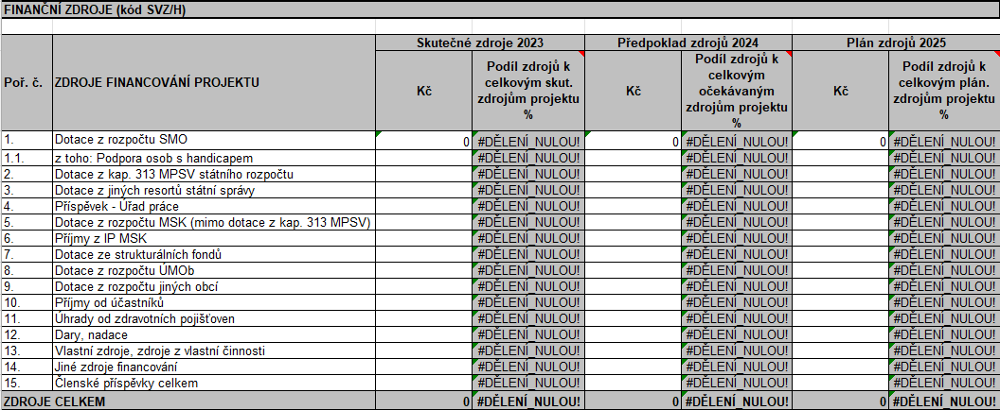 FINANČNÍ ZDROJE (kód SVZ/H)
Poř. č. ZDROJE FINANCOVÁNÍ PROJEKTU Skutečné zdroje 2023 Předpoklad zdrojů 2024 Plán zdrojů 2025
Kč Podíl zdrojů k celkovým skut. zdrojům projektu % Kč Podíl zdrojů k celkovým očekávaným zdrojům projektu % Kč Podíl zdrojů k celkovým plán. zdrojům projektu %
1. Dotace z rozpočtu SMO 0 #DĚLENÍ_NULOU! 0 #DĚLENÍ_NULOU! 0 #DĚLENÍ_NULOU!
1.1. z toho: Podpora osob s handicapem #DĚLENÍ_NULOU! #DĚLENÍ_NULOU! #DĚLENÍ_NULOU!
2. Dotace z kap. 313 MPSV státního rozpočtu #DĚLENÍ_NULOU! #DĚLENÍ_NULOU! #DĚLENÍ_NULOU!
3. Dotace z jiných resortů státní správy #DĚLENÍ_NULOU! #DĚLENÍ_NULOU! #DĚLENÍ_NULOU!
4. Příspěvek - Úřad práce #DĚLENÍ_NULOU! #DĚLENÍ_NULOU! #DĚLENÍ_NULOU!
5. Dotace z rozpočtu MSK (mimo dotace z kap. 313 MPSV) #DĚLENÍ_NULOU! #DĚLENÍ_NULOU! #DĚLENÍ_NULOU!
6. Příjmy z IP MSK #DĚLENÍ_NULOU! #DĚLENÍ_NULOU! #DĚLENÍ_NULOU!
7. Dotace ze strukturálních fondů #DĚLENÍ_NULOU! #DĚLENÍ_NULOU! #DĚLENÍ_NULOU!
8. Dotace z rozpočtu ÚMOb #DĚLENÍ_NULOU! #DĚLENÍ_NULOU! #DĚLENÍ_NULOU!
9. Dotace z rozpočtu jiných obcí #DĚLENÍ_NULOU! #DĚLENÍ_NULOU! #DĚLENÍ_NULOU!
10. Příjmy od účastníků #DĚLENÍ_NULOU! #DĚLENÍ_NULOU! #DĚLENÍ_NULOU!
11. Úhrady od zdravotních pojišťoven #DĚLENÍ_NULOU! #DĚLENÍ_NULOU! #DĚLENÍ_NULOU!
12. Dary, nadace #DĚLENÍ_NULOU! #DĚLENÍ_NULOU! #DĚLENÍ_NULOU!
13. Vlastní zdroje, zdroje z vlastní činnosti #DĚLENÍ_NULOU! #DĚLENÍ_NULOU! #DĚLENÍ_NULOU!
14. Jiné zdroje financování #DĚLENÍ_NULOU! #DĚLENÍ_NULOU! #DĚLENÍ_NULOU!
15. Členské příspěvky celkem #DĚLENÍ_NULOU! #DĚLENÍ_NULOU! #DĚLENÍ_NULOU!
ZDROJE CELKEM 0 #DĚLENÍ_NULOU! 0 #DĚLENÍ_NULOU! 0 #DĚLENÍ_NULOU!